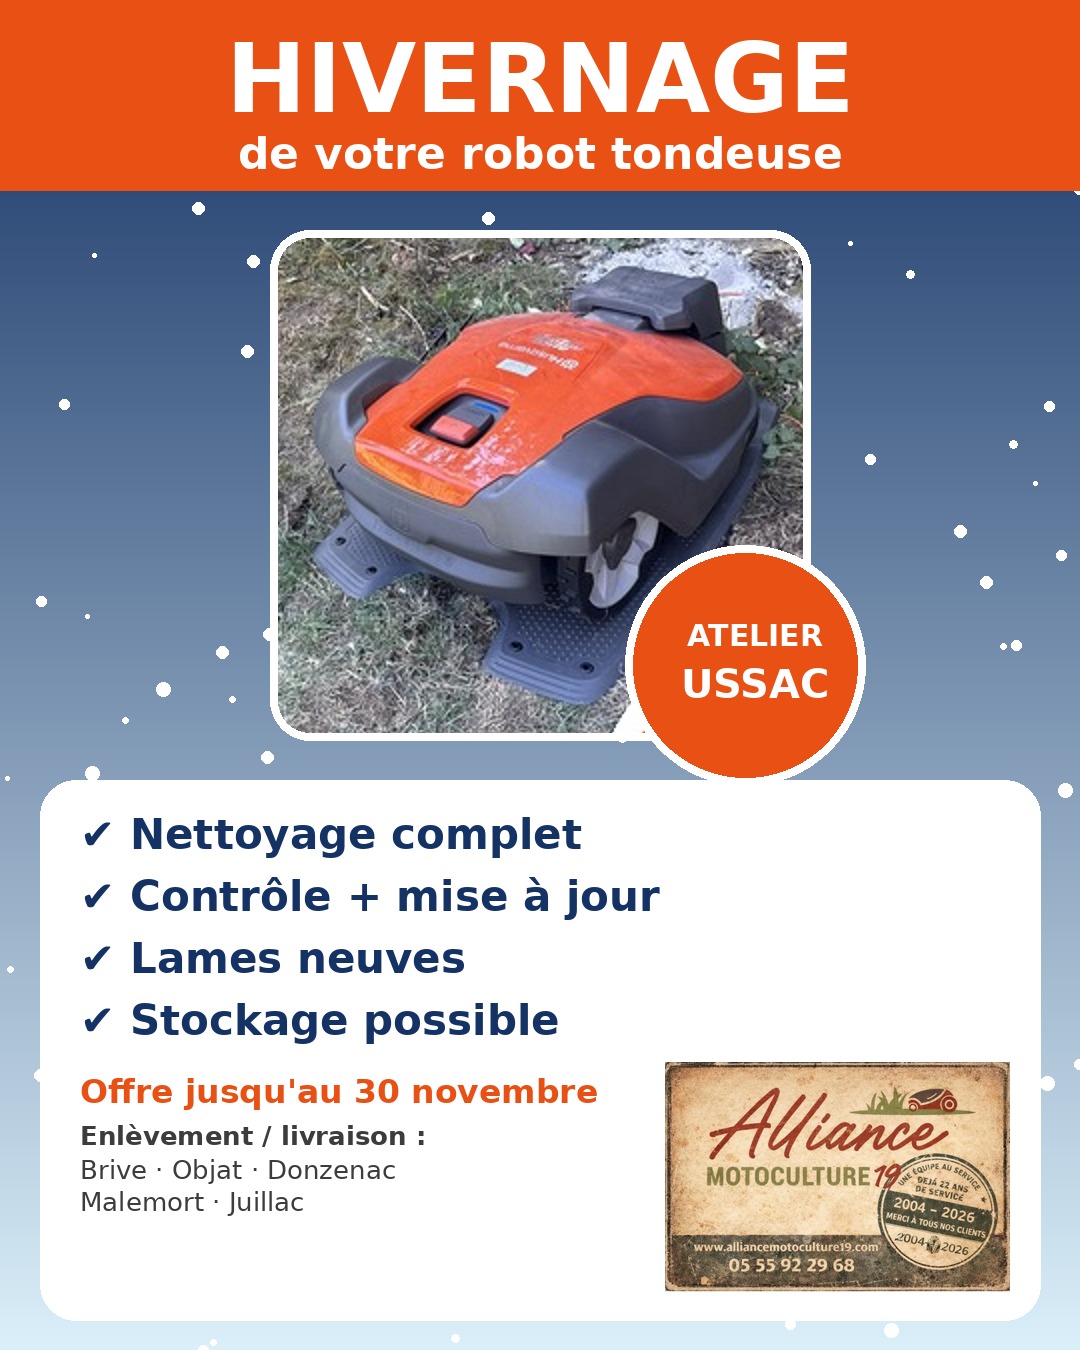 HIVERNAGE
de votre robot tondeuse
HUSQVARNA
ATELIER
USSAC
✔ Nettoyage complet
✔ Contrôle + mise à jour
✔ Lames neuves
✔ Stockage possible
Offre jusqu'au 30 novembre
Enlèvement / livraison :
Brive · Objat · Donzenac
Malemort · Juillac
Alliance
MOTOCULTURE 19
UNE ÉQUIPE AU SERVICE
DEJÁ 22 ANS
DE SERVICE
2004 – 2026
MERCI À TOUS NOS CLIENTS
2004 2026
www.alliancemotoculture19.com
05 55 92 29 68